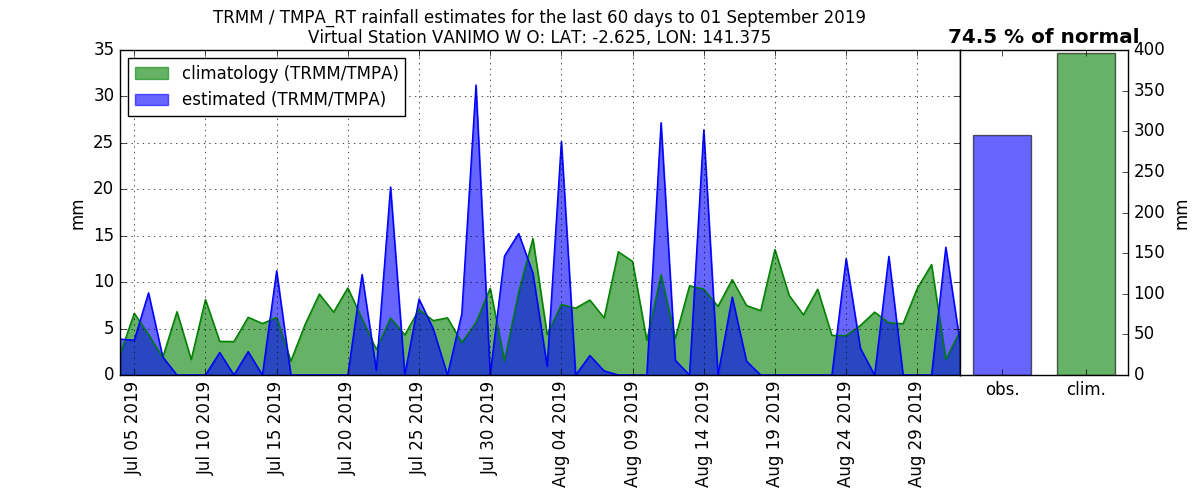 TRMM / TMPA_RT rainfall estimates for the last 60 days to 01 September 2019
Virtual Station VANIMO W O: LAT: -2.625, LON: 141.375
74.5 % of normal
climatology (TRMM/TMPA)
estimated (TRMM/TMPA)
35
30
25
20
15
10
5
0
mm
Jul 05 2019
Jul 10 2019
Jul 15 2019
Jul 20 2019
Jul 25 2019
Jul 30 2019
Aug 04 2019
Aug 09 2019
Aug 14 2019
Aug 19 2019
Aug 24 2019
Aug 29 2019
obs.
clim.
400
350
300
250
200
150
100
50
0
mm